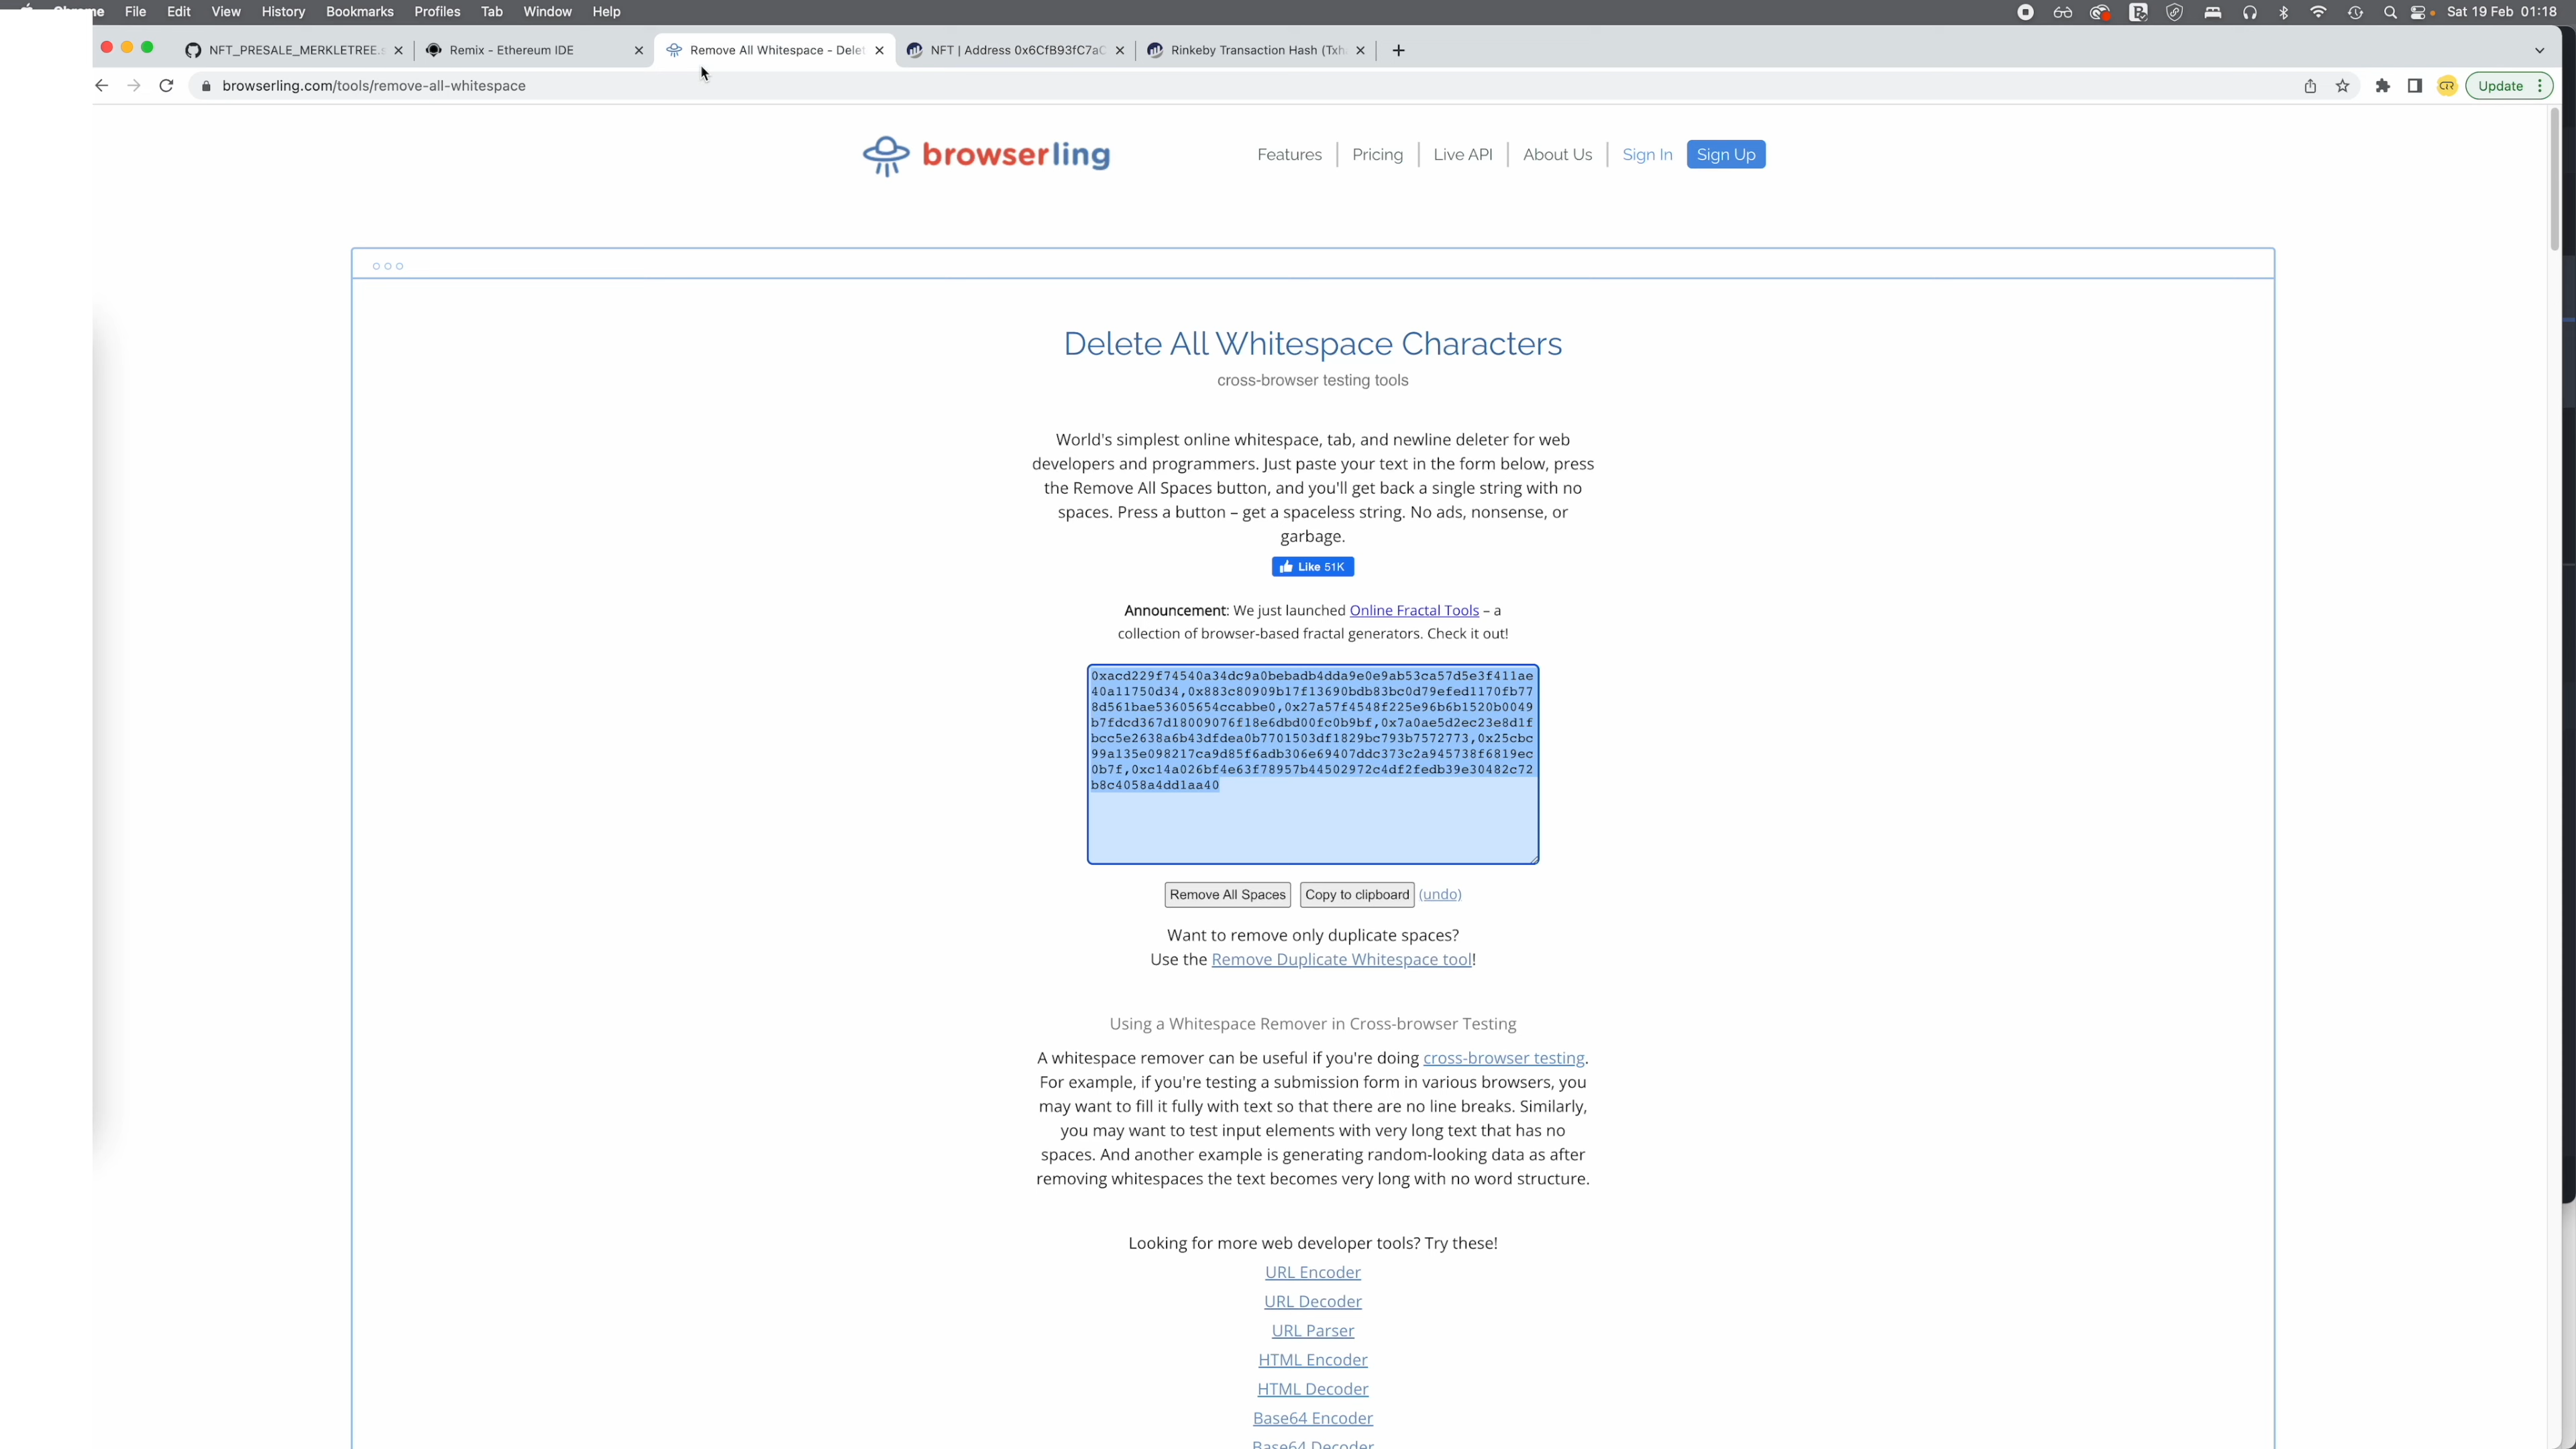 File Edit View History Bookmarks Profiles Tab Window Help Sat 19 Feb 01:18
NFT_PRESALE_MERKLETREE. Remix - Ethereum IDE Remove All Whitespace - Delet NFT | Address 0x6CfB93fC7aC Rinkeby Transaction Hash (Txh
browserling.com/tools/remove-all-whitespace Update
browserling Features Pricing Live API About Us Sign In Sign Up
Delete All Whitespace Characters
cross-browser testing tools
World's simplest online whitespace, tab, and newline deleter for web
developers and programmers. Just paste your text in the form below, press
the Remove All Spaces button, and you'll get back a single string with no
spaces. Press a button – get a spaceless string. No ads, nonsense, or
garbage.
Like 51K
Announcement: We just launched Online Fractal Tools – a
collection of browser-based fractal generators. Check it out!
0xacd229f74540a34dc9a0bebadb4dda9e0e9ab53ca57d5e3f411ae
40a11750d34,0x883c80909b17f13690bdb83bc0d79efed1170fb77
8d561bae53605654ccabbe0,0x27a57f4548f225e96b6b1520b0049
b7fdcd367d18009076f18e6dbd00fc0b9bf,0x7a0ae5d2ec23e8d1f
bcc5e2638a6b43dfdea0b7701503df1829bc793b7572773,0x25cbc
99a135e098217ca9d85f6adb306e69407ddc373c2a945738f6819ec
0b7f,0xc14a026bf4e63f78957b44502972c4df2fedb39e30482c72
b8c4058a4dd1aa40
Remove All Spaces Copy to clipboard (undo)
Want to remove only duplicate spaces?
Use the Remove Duplicate Whitespace tool!
Using a Whitespace Remover in Cross-browser Testing
A whitespace remover can be useful if you're doing cross-browser testing.
For example, if you're testing a submission form in various browsers, you
may want to fill it fully with text so that there are no line breaks. Similarly,
you may want to test input elements with very long text that has no
spaces. And another example is generating random-looking data as after
removing whitespaces the text becomes very long with no word structure.
Looking for more web developer tools? Try these!
URL Encoder
URL Decoder
URL Parser
HTML Encoder
HTML Decoder
Base64 Encoder
Base64 Decoder